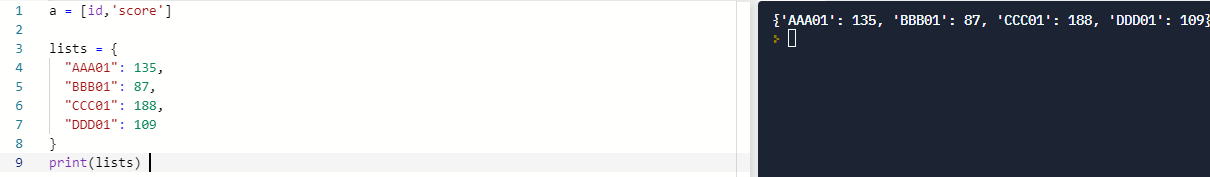 1 a = [id,'score']
2
3 lists = {
4 "AAA01": 135,
5 "BBB01": 87,
6 "CCC01": 188,
7 "DDD01": 109
8 }
9 print(lists)
{'AAA01': 135, 'BBB01': 87, 'CCC01': 188, 'DDD01': 109}